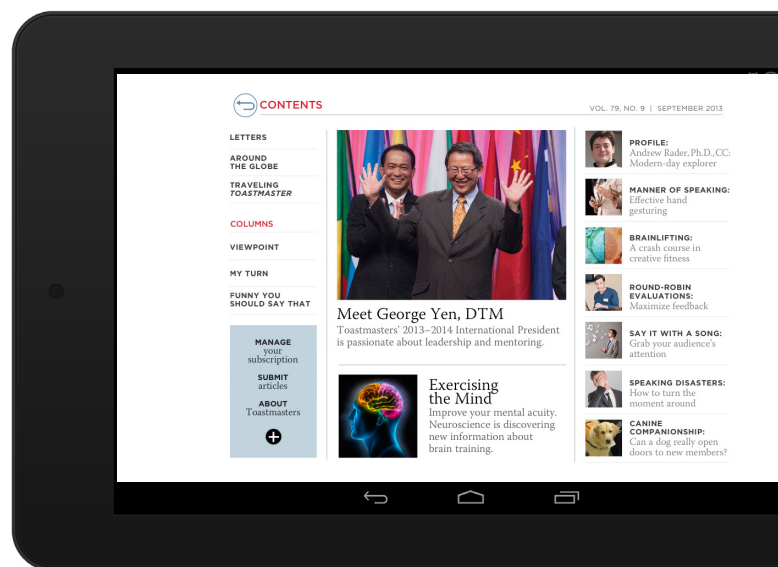 CONTENTS
VOL. 79, NO. 9 | SEPTEMBER 2013
LETTERS
AROUND
THE GLOBE
TRAVELING
TOASTMASTER
COLUMNS
VIEWPOINT
MY TURN
FUNNY YOU
SHOULD SAY THAT
MANAGE
your
subscription
SUBMIT
articles
ABOUT
Toastmasters
Meet George Yen, DTM
Toastmasters' 2013–2014 International President
is passionate about leadership and mentoring.
Exercising
the Mind
Improve your mental acuity.
Neuroscience is discovering
new information about
brain training.
PROFILE:
Andrew Rader, Ph.D., CC:
Modern-day explorer
MANNER OF SPEAKING:
Effective hand
gesturing
BRAINLIFTING:
A crash course in
creative fitness
ROUND-ROBIN
EVALUATIONS:
Maximize feedback
SAY IT WITH A SONG:
Grab your audience's
attention
SPEAKING DISASTERS:
How to turn the
moment around
CANINE
COMPANIONSHIP:
Can a dog really open
doors to new members?